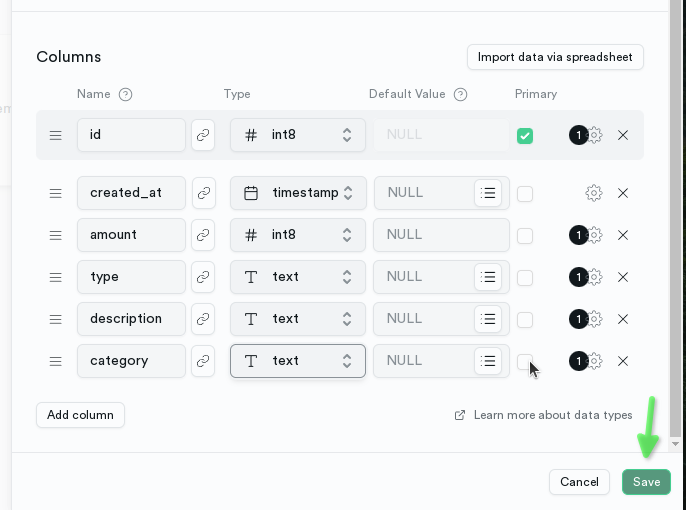 Columns
Import data via spreadsheet
Name ? Type Default Value ? Primary
id # int8 NULL 1
created_at timestamp NULL
amount # int8 NULL 1
type T text NULL 1
description T text NULL 1
category T text NULL 1
Add column
Learn more about data types
Cancel Save